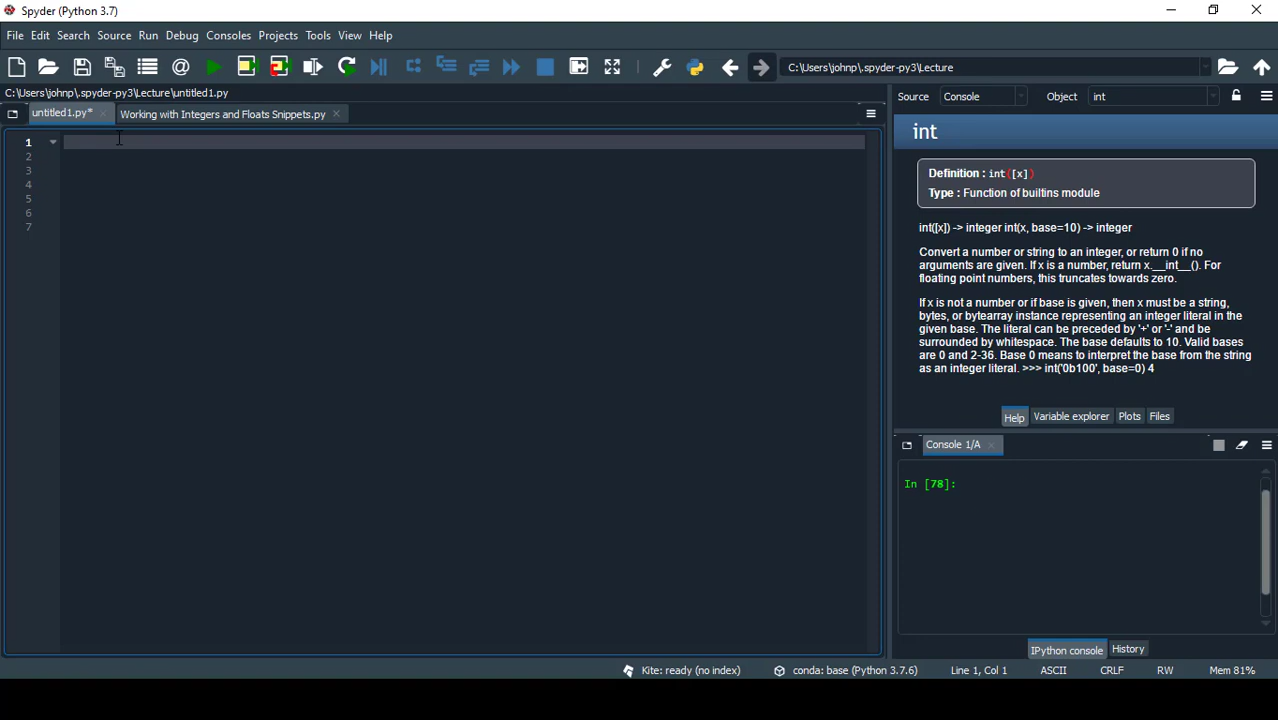 Spyder (Python 3.7)
File Edit Search Source Run Debug Consoles Projects Tools View Help
C:\Users\johnp\.spyder-py3\Lecture
C:\Users\johnp\.spyder-py3\Lecture\untitled1.py
untitled1.py*
Working with Integers and Floats Snippets.py
1
2
3
4
5
6
7
Source Console Object int
int
Definition : int([x])
Type : Function of builtins module
int([x]) -> integer int(x, base=10) -> integer
Convert a number or string to an integer, or return 0 if no
arguments are given. If x is a number, return x.__int__(). For
floating point numbers, this truncates towards zero.
If x is not a number or if base is given, then x must be a string,
bytes, or bytearray instance representing an integer literal in the
given base. The literal can be preceded by '+' or '-' and be
surrounded by whitespace. The base defaults to 10. Valid bases
are 0 and 2-36. Base 0 means to interpret the base from the string
as an integer literal. >>> int('0b100', base=0) 4
Help Variable explorer Plots Files
Console 1/A
In [78]:
IPython console History
Kite: ready (no index) conda: base (Python 3.7.6) Line 1, Col 1 ASCII CRLF RW Mem 81%